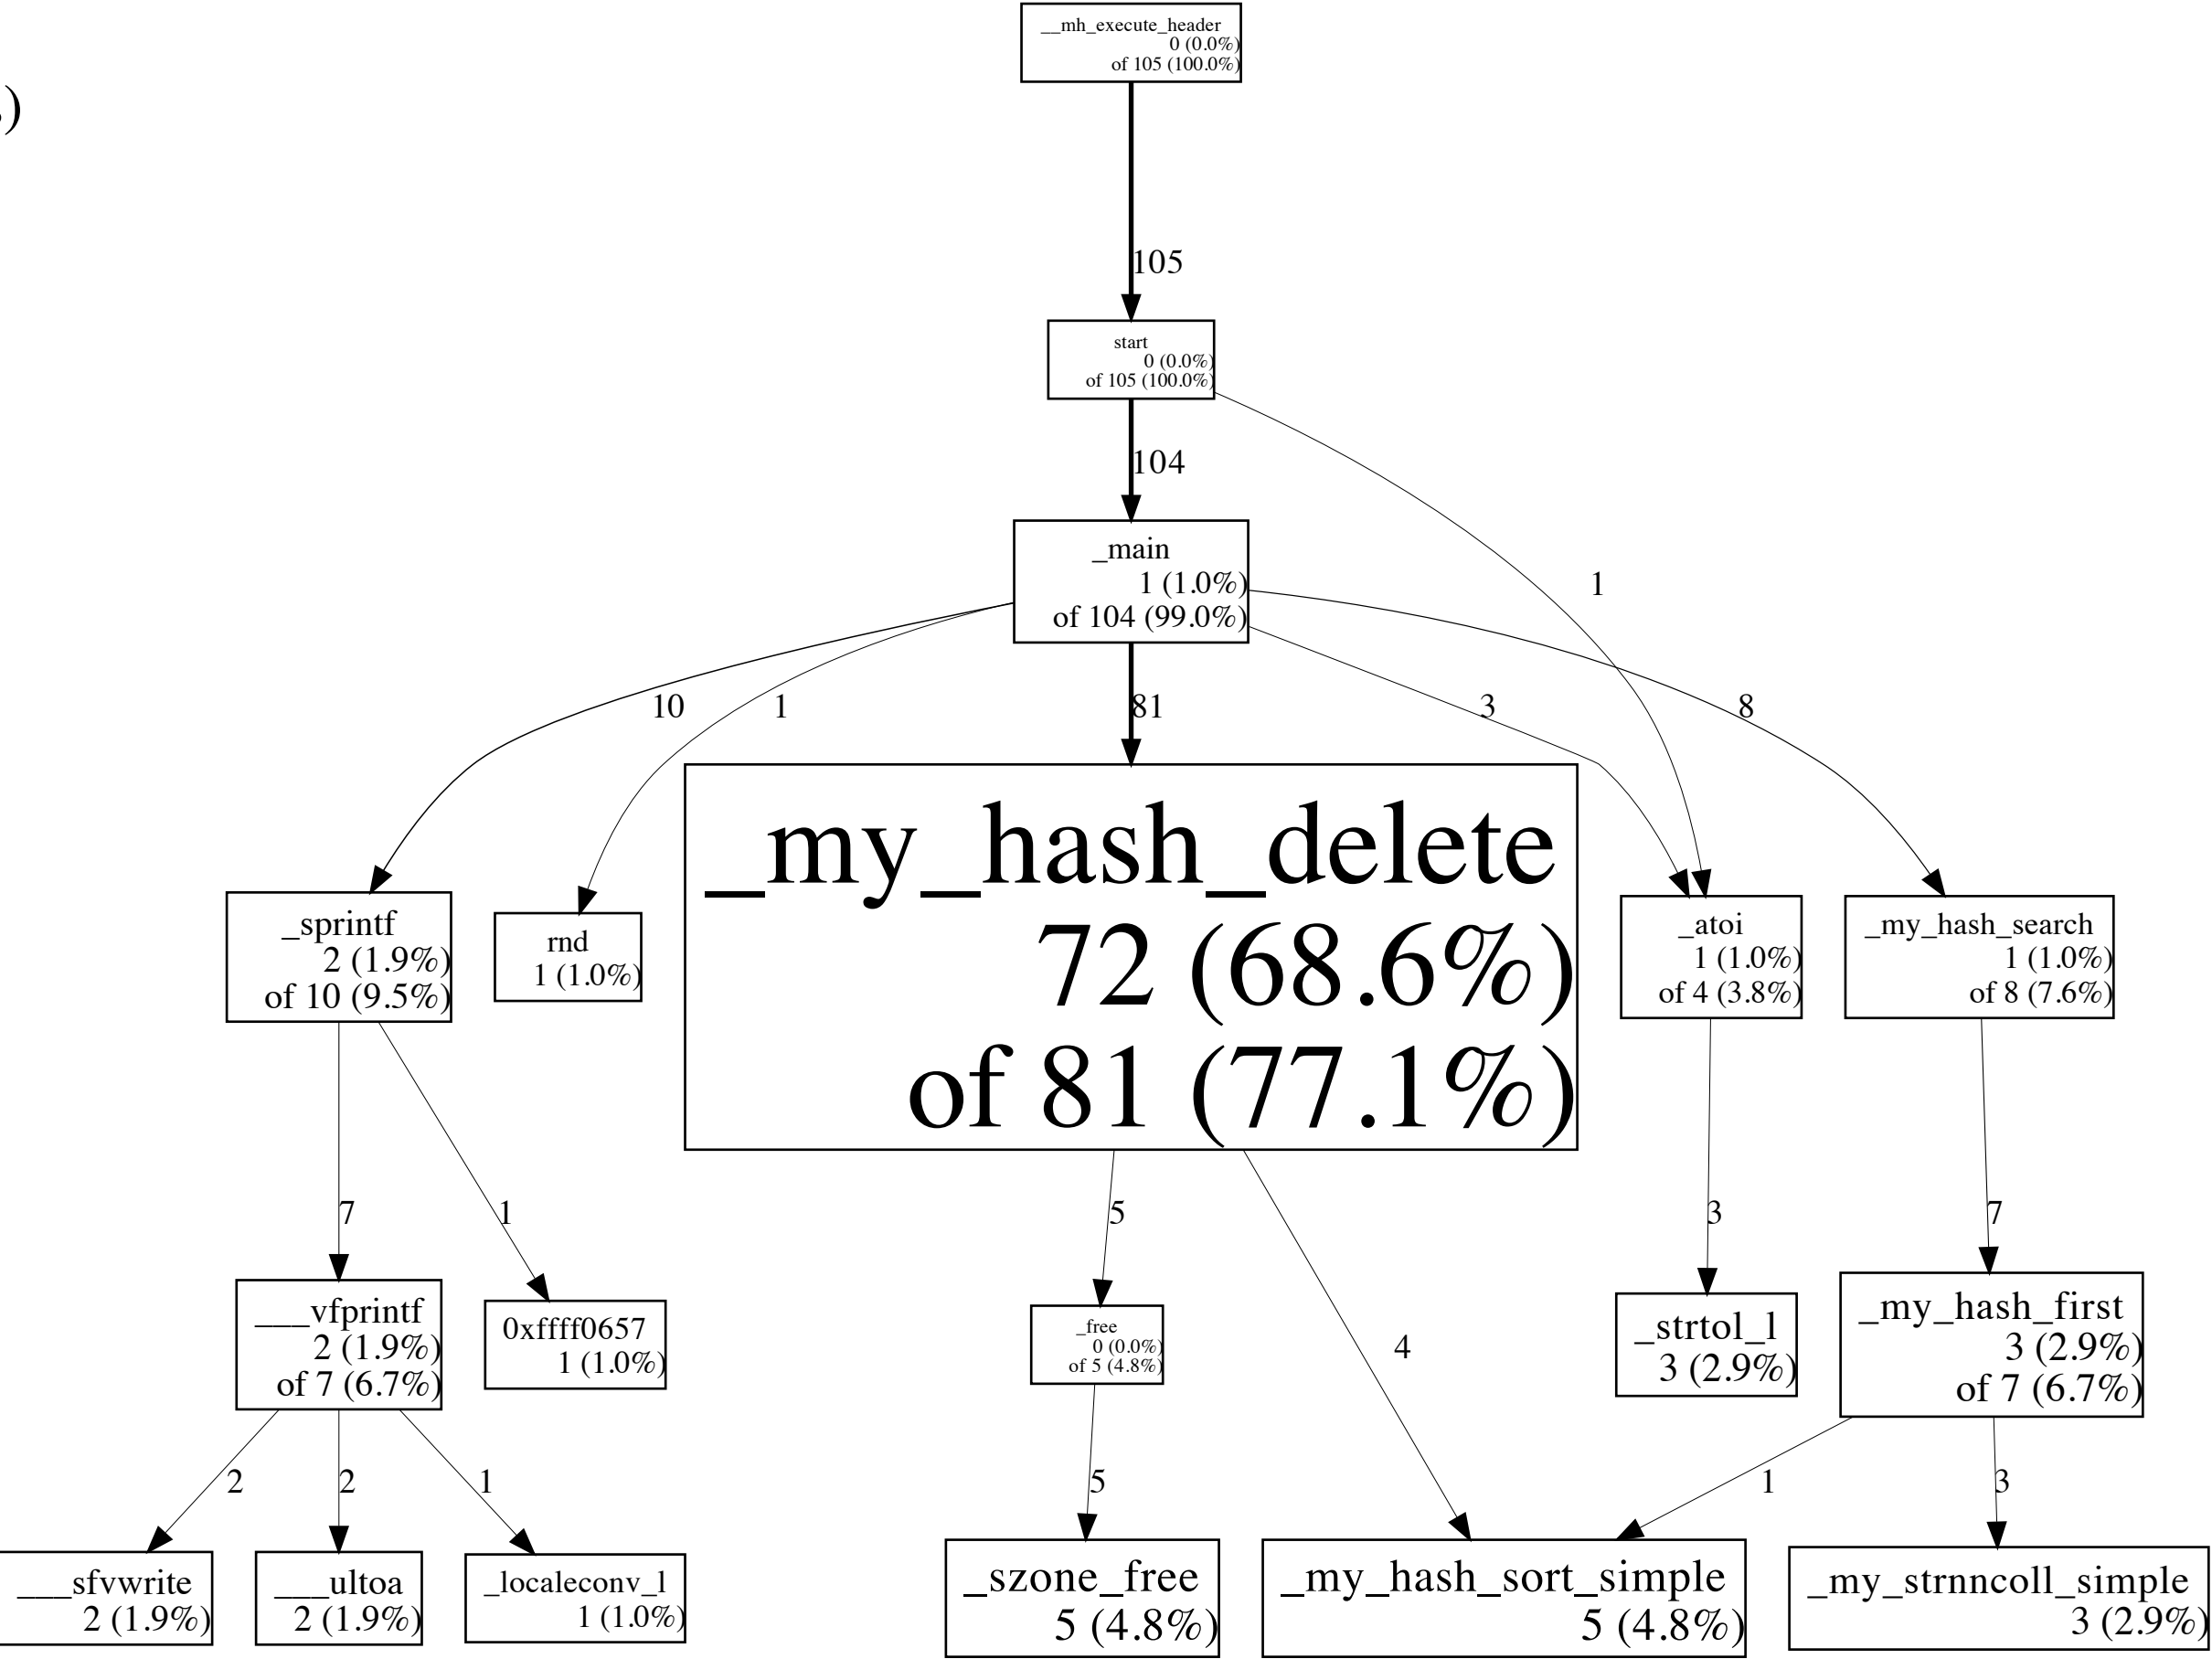 __mh_execute_header
0 (0.0%)
of 105 (100.0%)
)
105
start
0 (0.0%)
of 105 (100.0%)
104
_main
1 (1.0%)
of 104 (99.0%)
1
10
1
81
3
8
_my_hash_delete
72 (68.6%)
of 81 (77.1%)
_sprintf
2 (1.9%)
of 10 (9.5%)
rnd
1 (1.0%)
_atoi
1 (1.0%)
of 4 (3.8%)
_my_hash_search
1 (1.0%)
of 8 (7.6%)
7
1
5
3
7
___vfprintf
2 (1.9%)
of 7 (6.7%)
0xffff0657
1 (1.0%)
_free
0 (0.0%)
of 5 (4.8%)
4
_strtol_l
3 (2.9%)
_my_hash_first
3 (2.9%)
of 7 (6.7%)
2
2
1
5
1
3
___sfvwrite
2 (1.9%)
___ultoa
2 (1.9%)
_localeconv_l
1 (1.0%)
_szone_free
5 (4.8%)
_my_hash_sort_simple
5 (4.8%)
_my_strnncoll_simple
3 (2.9%)